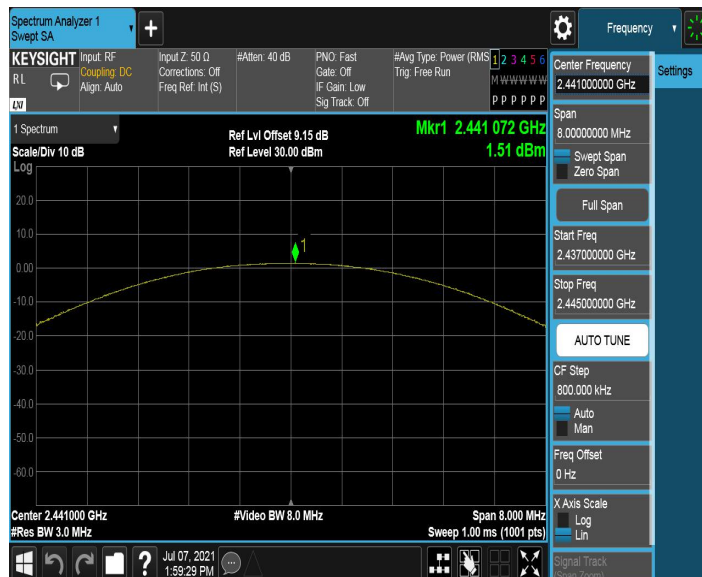 Spectrum Analyzer 1
Swept SA
+
Frequency
KEYSIGHT
RL
LXI
Input: RF
Coupling: DC
Align: Auto
Input Z: 50 Ω
Corrections: Off
Freq Ref: Int (S)
#Atten: 40 dB
PNO: Fast
Gate: Off
IF Gain: Low
Sig Track: Off
#Avg Type: Power (RMS
Trig: Free Run
1 2 3 4 5 6
M W W W W W
P P P P P P
Center Frequency
2.441000000 GHz
Settings
Span
8.00000000 MHz
Swept Span
Zero Span
Full Span
Start Freq
2.437000000 GHz
Stop Freq
2.445000000 GHz
AUTO TUNE
CF Step
800.000 kHz
Auto
Man
Freq Offset
0 Hz
X Axis Scale
Log
Lin
Signal Track
(Span Zoom)
1 Spectrum
Scale/Div 10 dB
Ref Lvl Offset 9.15 dB
Ref Level 30.00 dBm
Mkr1 2.441 072 GHz
1.51 dBm
Log
20.0
10.0
0.00
-10.0
-20.0
-30.0
-40.0
-50.0
-60.0
1
Center 2.441000 GHz
#Res BW 3.0 MHz
#Video BW 8.0 MHz
Span 8.000 MHz
Sweep 1.00 ms (1001 pts)
?
Jul 07, 2021
1:59:29 PM